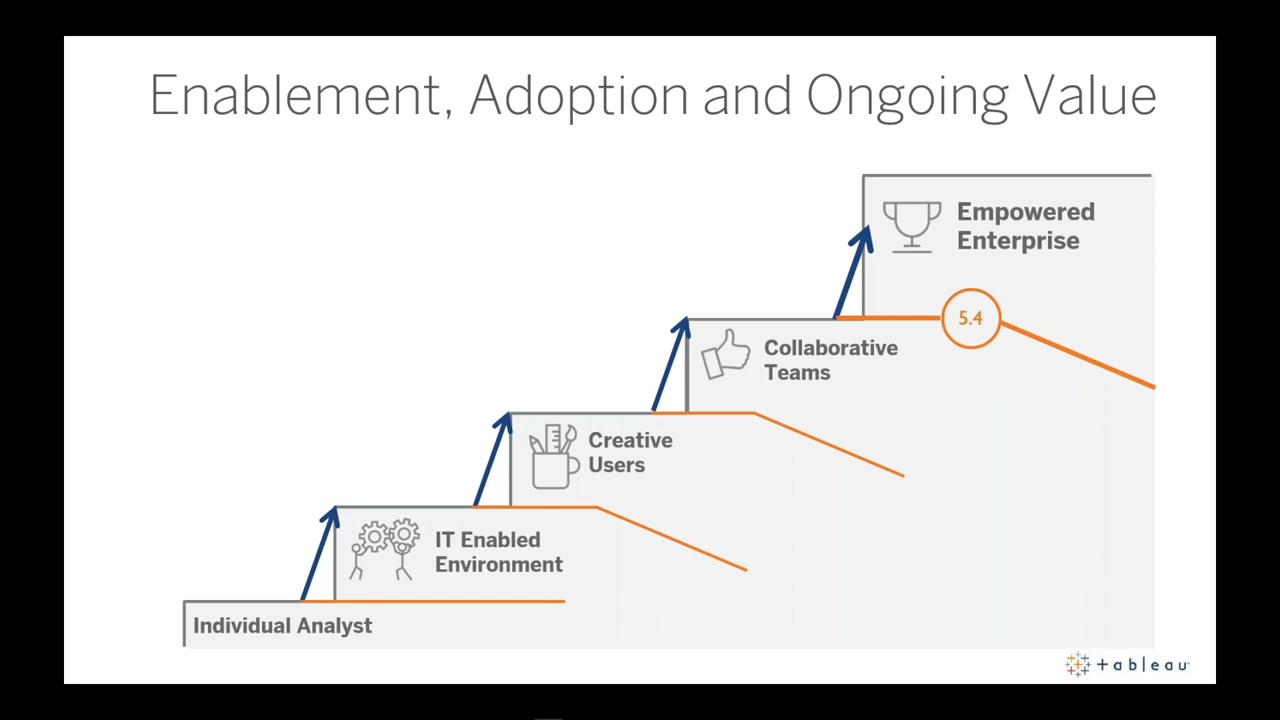 Enablement, Adoption and Ongoing Value
Empowered
Enterprise
5.4
Collaborative
Teams
Creative
Users
IT Enabled
Environment
Individual Analyst
+ableau